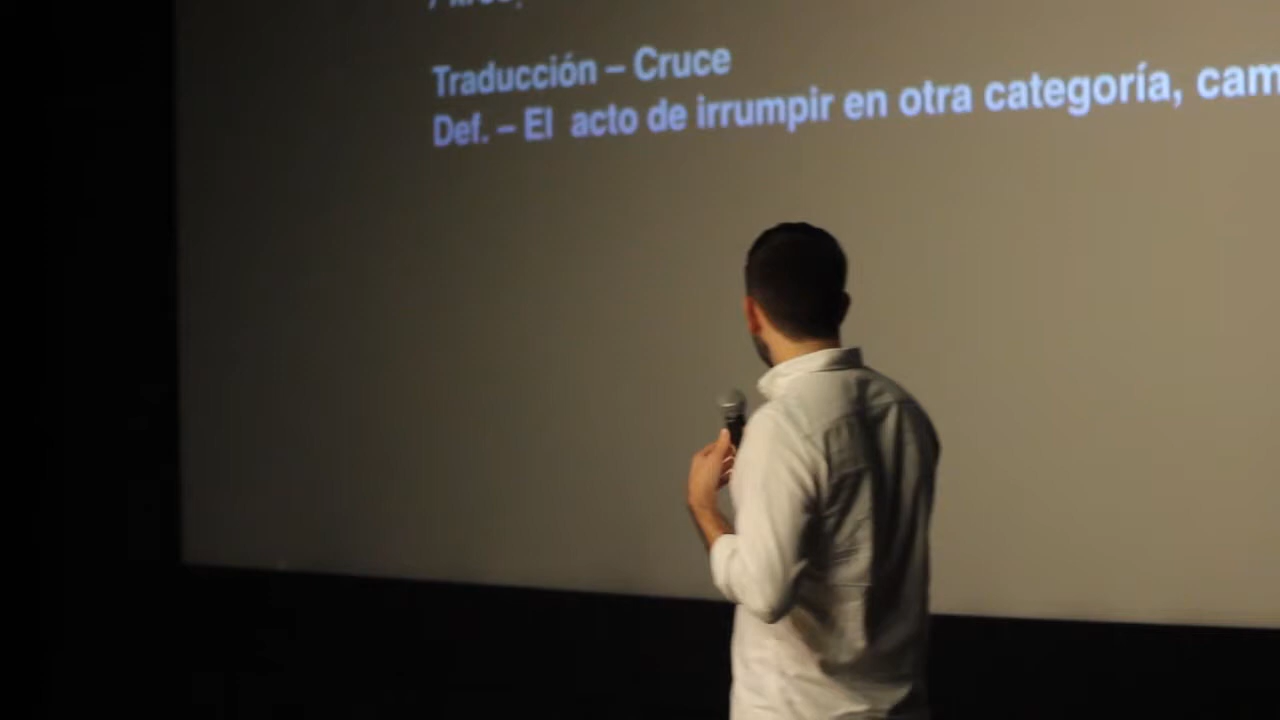 Traducción – Cruce
Def. – El acto de irrumpir en otra categoría, cam